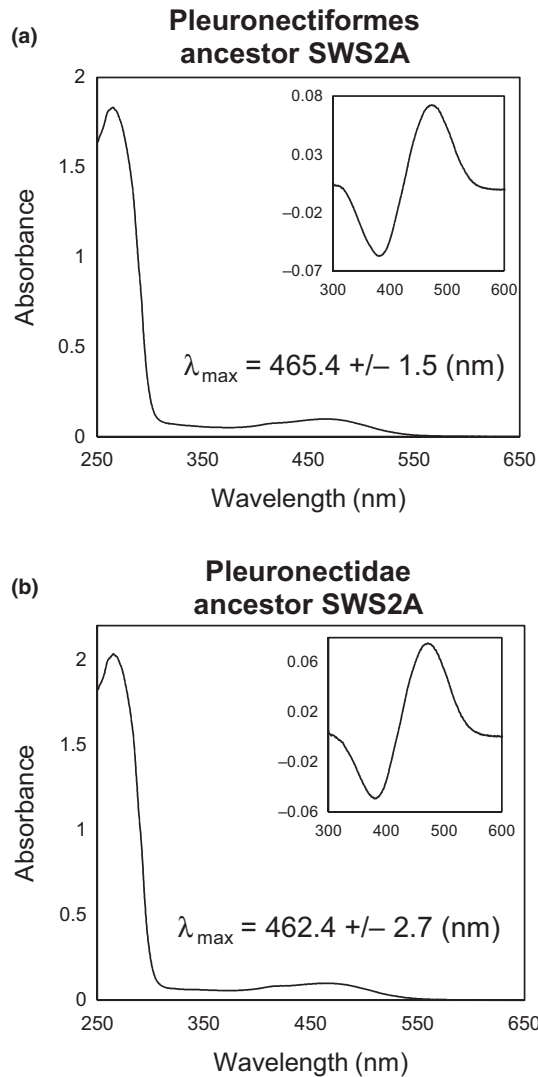 (a)
Pleuronectiformes
ancestor SWS2A
2
1.5
1
0.5
0
Absorbance
0.08
0.03
–0.02
–0.07
300 400 500 600
λmax = 465.4 +/– 1.5 (nm)
250 350 450 550 650
Wavelength (nm)
(b)
Pleuronectidae
ancestor SWS2A
2
1.5
1
0.5
0
Absorbance
0.06
0.02
–0.02
–0.06
300 400 500 600
λmax = 462.4 +/– 2.7 (nm)
250 350 450 550 650
Wavelength (nm)